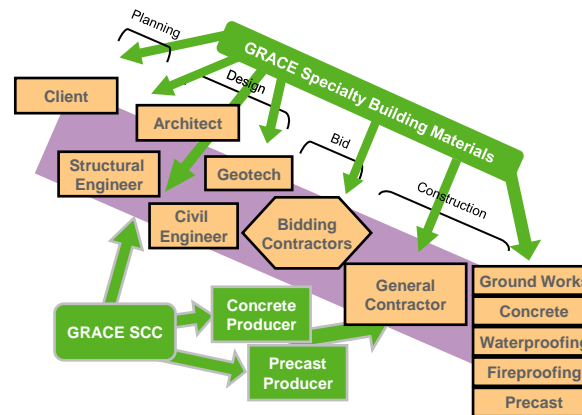 Planning
GRACE Specialty Building Materials
Design
Client
Architect
Bid
Structural
Engineer
Geotech
Construction
Civil
Engineer
Bidding
Contractors
General
Contractor
Ground Works
Concrete
Waterproofing
Fireproofing
Precast
GRACE SCC
Concrete
Producer
Precast
Producer